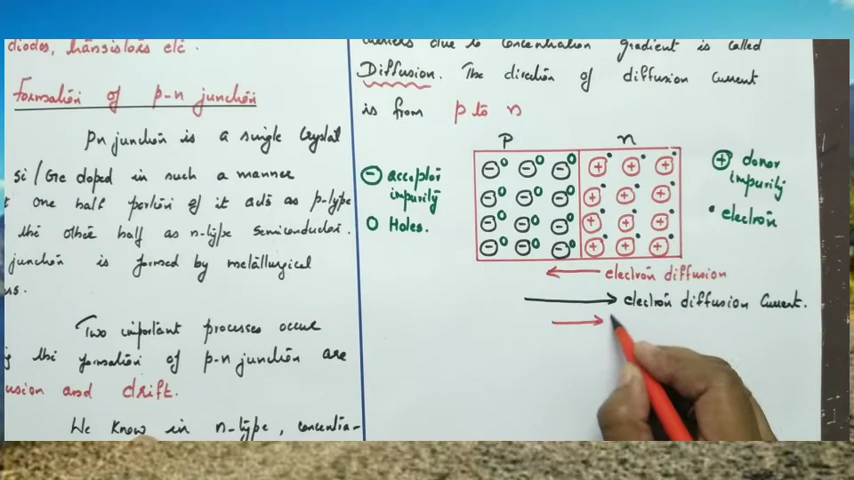 diodes, transistors etc.
Formation of p-n junction
Pn junction is a single crystal
si/Ge doped in such a manner
t one half portion of it acts as p-type
the other half as n-type semiconductor.
junction is formed by metallurgical
us.
Two important processes occur
g the formation of p-n junction are
usion and drift.
We know in n-type, concentra-
due to concentration gradient is called
Diffusion. The direction of diffusion current
is from p to n
P n
⊖ acceptor
impurity
O Holes.
⊕ donor
impurity
• electron
electron diffusion
electron diffusion current.